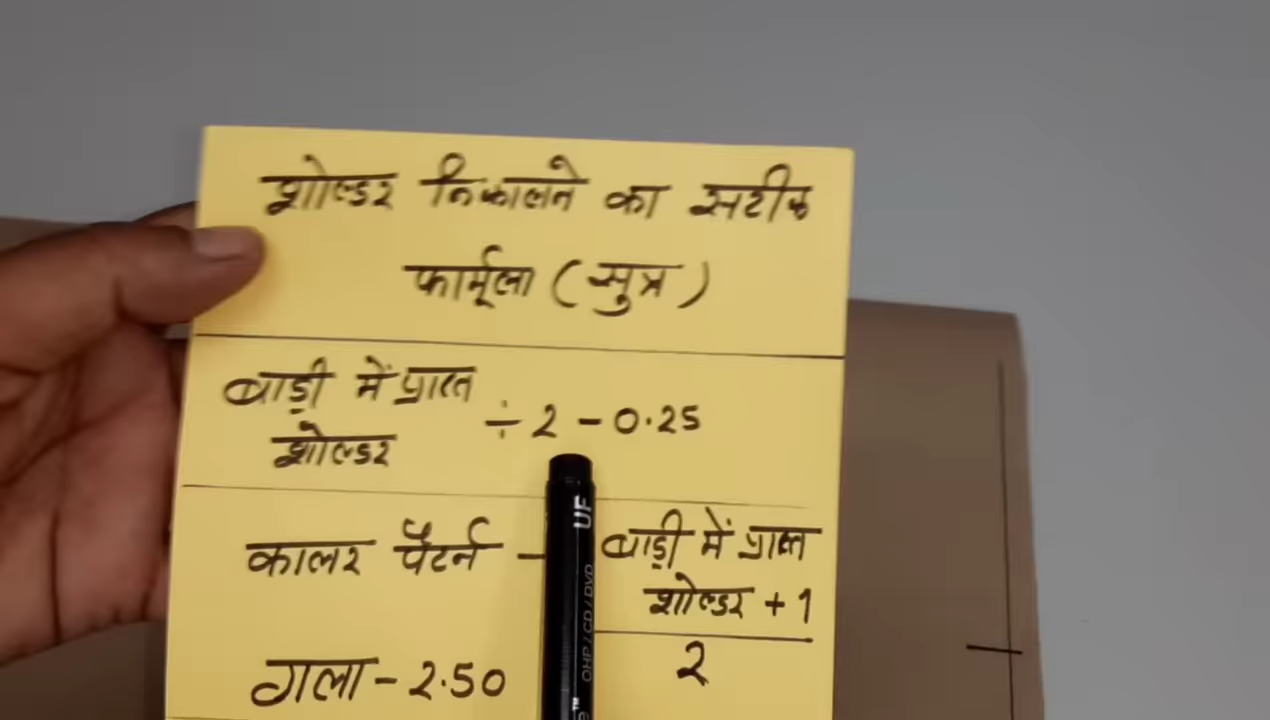 शोल्डर निकालने का सटीक
फार्मूला (सुत्र)
बाड़ी में प्राप्त
शोल्डर ÷ 2 - 0.25
कालर पैटर्न - बाड़ी में प्राप्त
शोल्डर + 1
2
गला - 2.50
UF
OHP / CD / DVD